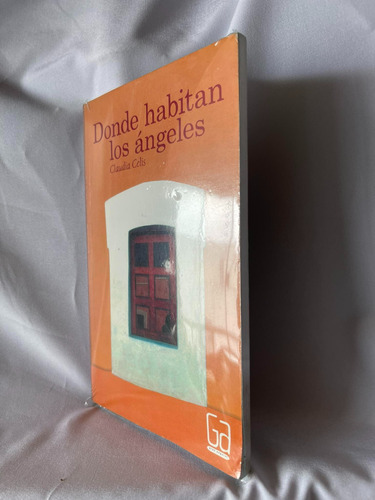 Donde habitan
los ángeles
Claudia Celis
Ga